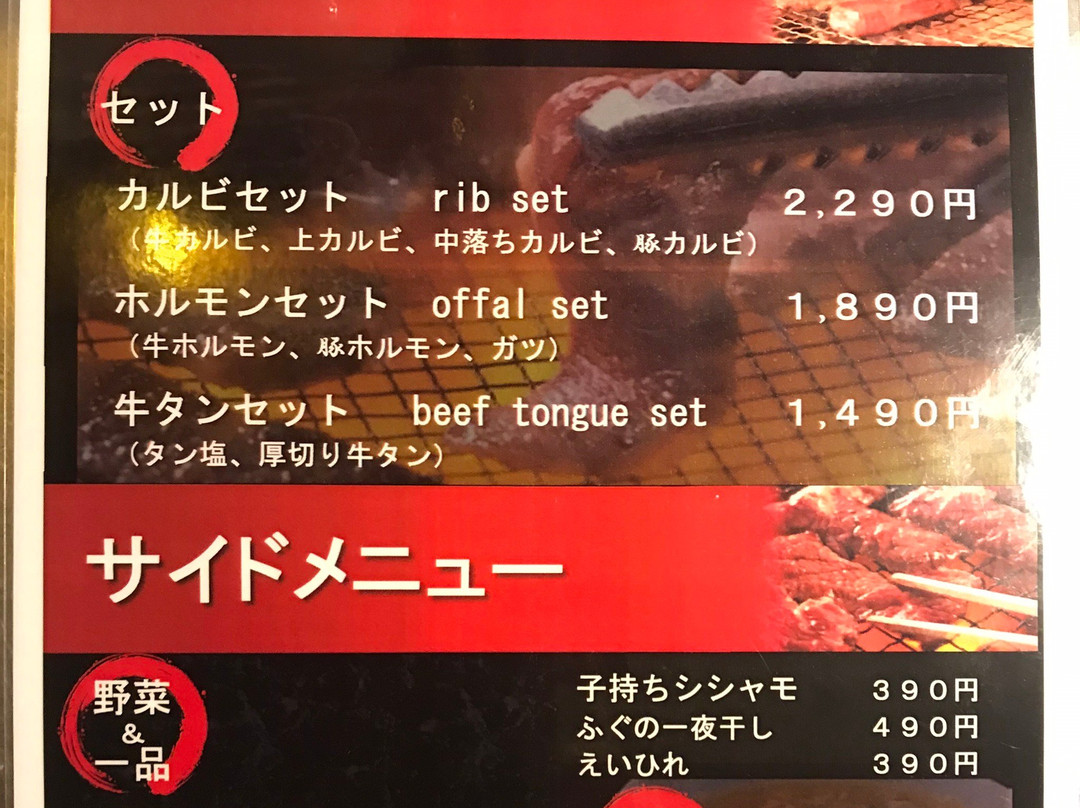 セット
カルビセット rib set 2,290円
(牛カルビ、上カルビ、中落ちカルビ、豚カルビ)
ホルモンセット offal set 1,890円
(牛ホルモン、豚ホルモン、ガツ)
牛タンセット beef tongue set 1,490円
(タン塩、厚切り牛タン)
サイドメニュー
野菜
&
一品
子持ちシシャモ 390円
ふぐの一夜干し 490円
えいひれ 390円